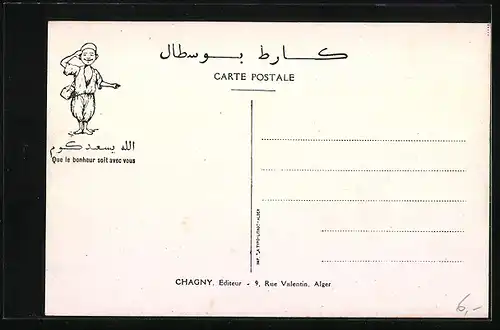 كارط بوسطال
CARTE POSTALE
الله يسعدكوم
Que le bonheur soit avec vous
CHAGNY, Éditeur - 9, Rue Valentin, Alger
6,-